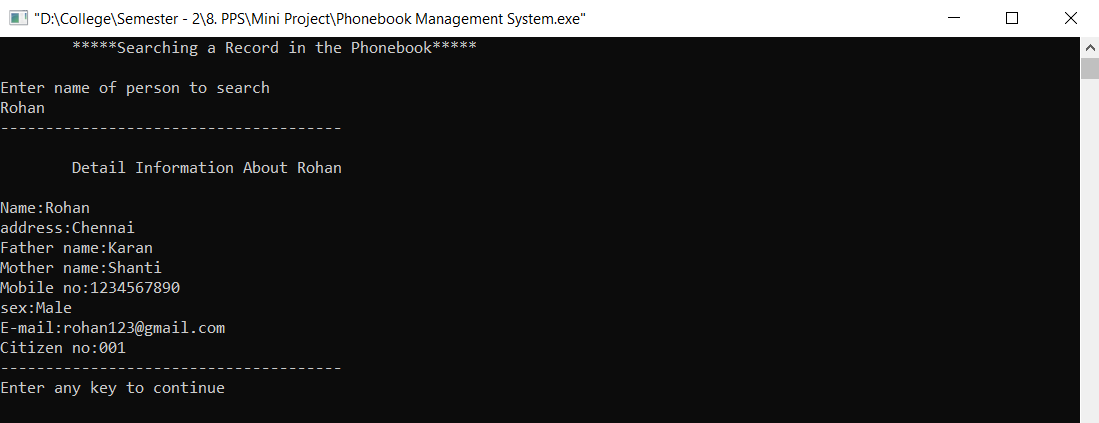 "D:\College\Semester - 2\8. PPS\Mini Project\Phonebook Management System.exe"
*****Searching a Record in the Phonebook*****
Enter name of person to search
Rohan
--------------------------------------
Detail Information About Rohan
Name:Rohan
address:Chennai
Father name:Karan
Mother name:Shanti
Mobile no:1234567890
sex:Male
E-mail:rohan123@gmail.com
Citizen no:001
--------------------------------------
Enter any key to continue